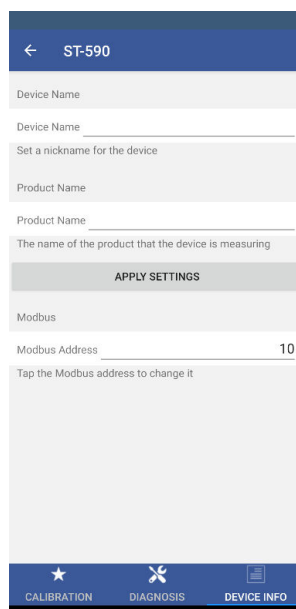 ST-590
Device Name
Device Name
Set a nickname for the device
Product Name
Product Name
The name of the product that the device is measuring
APPLY SETTINGS
Modbus
Modbus Address 10
Tap the Modbus address to change it
CALIBRATION DIAGNOSIS DEVICE INFO